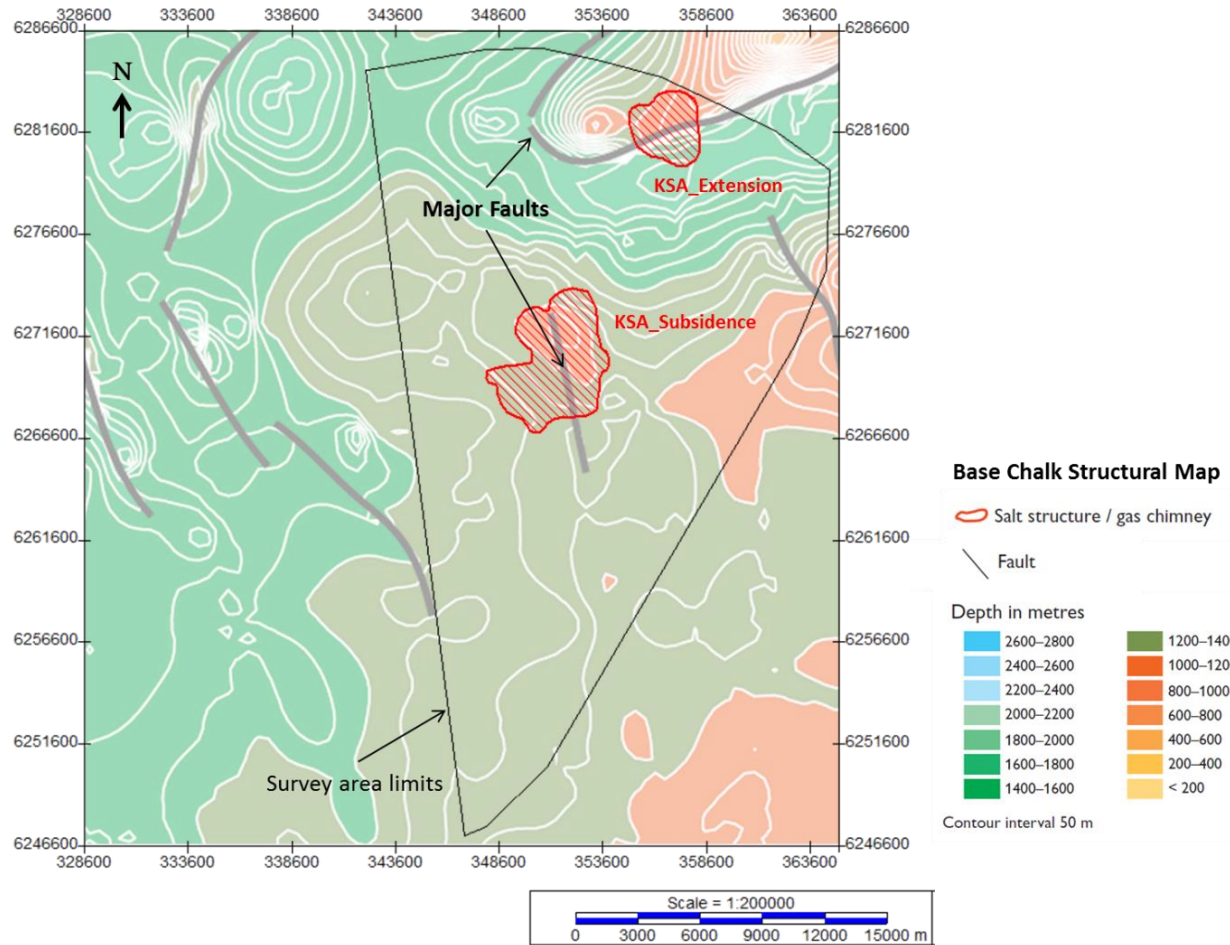 328600 333600 338600 343600 348600 353600 358600 363600
6286600 6286600
N
6281600 6281600
KSA_Extension
Major Faults
6276600 6276600
KSA_Subsidence
6271600 6271600
6266600 6266600
6261600 6261600
6256600 6256600
6251600 6251600
Survey area limits
6246600 6246600
328600 333600 338600 343600 348600 353600 358600 363600
Base Chalk Structural Map
Salt structure / gas chimney
Fault
Depth in metres
2600–2800 1200–140
2400–2600 1000–120
2200–2400 800–1000
2000–2200 600–800
1800–2000 400–600
1600–1800 200–400
1400–1600 < 200
Contour interval 50 m
Scale = 1:200000
0 3000 6000 9000 12000 15000 m